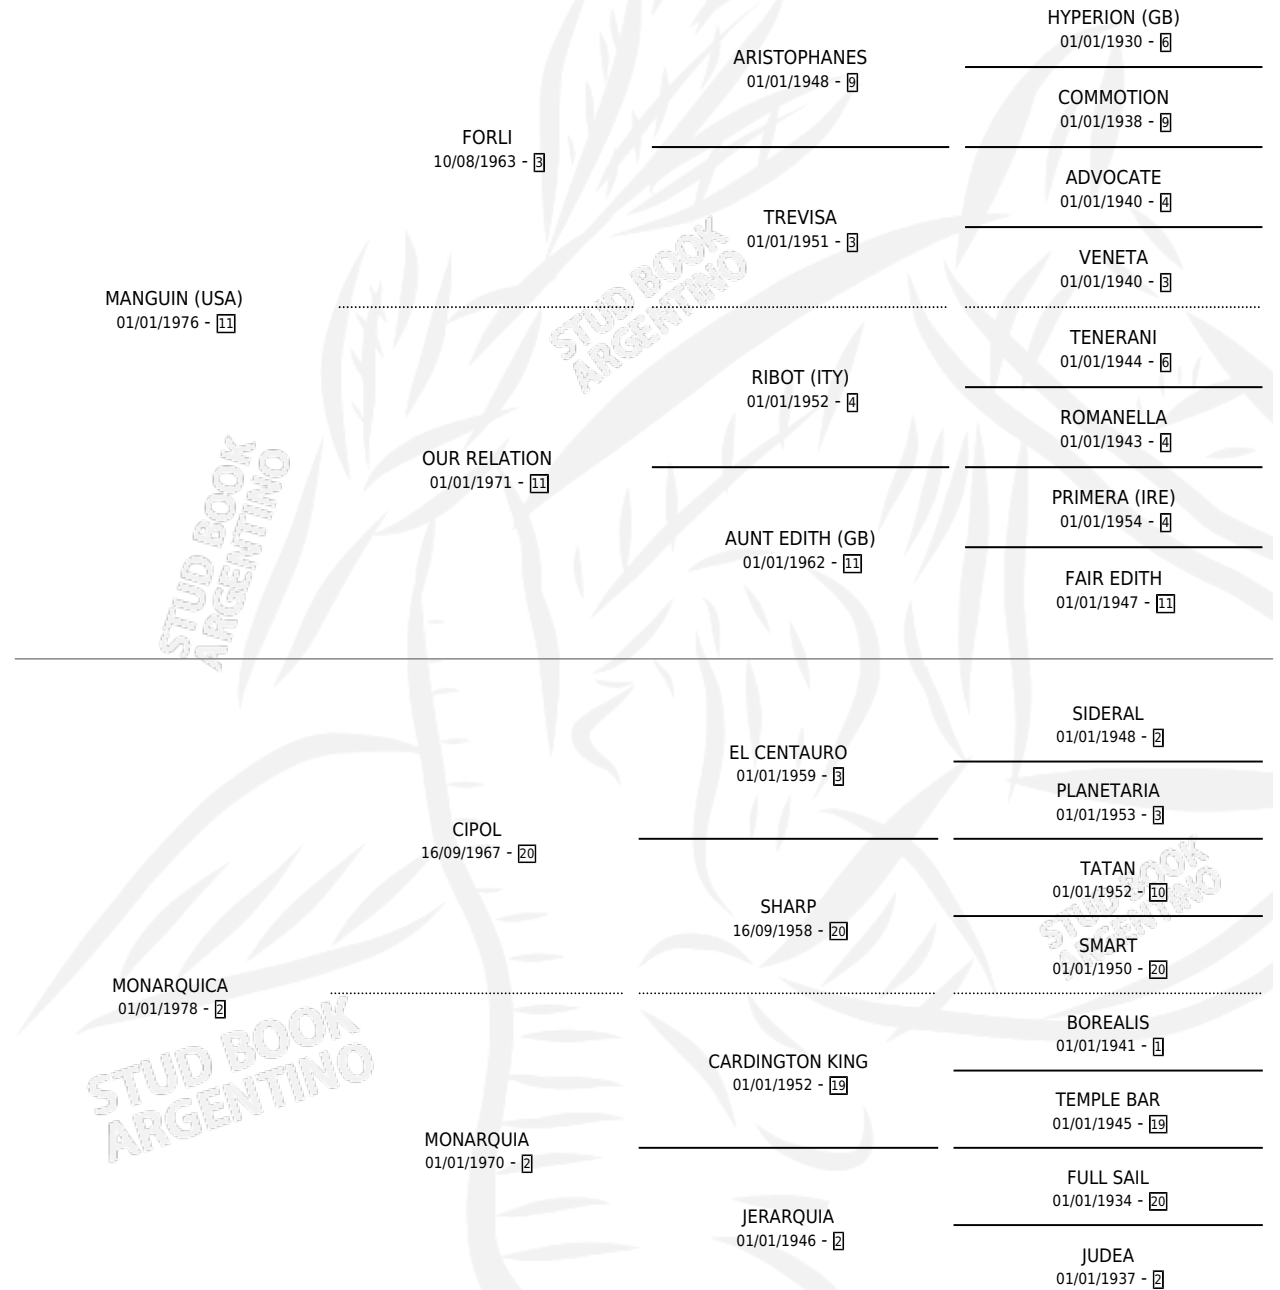 HYPERION (GB)
01/01/1930 - 6
ARISTOPHANES
01/01/1948 - 9
COMMOTION
01/01/1938 - 9
FORLI
10/08/1963 - 3
ADVOCATE
01/01/1940 - 4
TREVISA
01/01/1951 - 3
VENETA
01/01/1940 - 3
MANGUIN (USA)
01/01/1976 - 11
STUD BOOK
ARGENTINO
TENERANI
01/01/1944 - 6
RIBOT (ITY)
01/01/1952 - 4
ROMANELLA
01/01/1943 - 4
OUR RELATION
01/01/1971 - 11
PRIMERA (IRE)
01/01/1954 - 4
AUNT EDITH (GB)
01/01/1962 - 11
FAIR EDITH
01/01/1947 - 11
STUD BOOK
ARGENTINO
SIDERAL
01/01/1948 - 2
EL CENTAURO
01/01/1959 - 3
PLANETARIA
01/01/1953 - 3
CIPOL
16/09/1967 - 20
TATAN
01/01/1952 - 10
SHARP
16/09/1958 - 20
STUD BOOK
ARGENTINO
SMART
01/01/1950 - 20
MONARQUICA
01/01/1978 - 2
BOREALIS
01/01/1941 - 1
CARDINGTON KING
01/01/1952 - 19
STUD BOOK
ARGENTINO
TEMPLE BAR
01/01/1945 - 19
MONARQUIA
01/01/1970 - 2
FULL SAIL
01/01/1934 - 20
JERARQUIA
01/01/1946 - 2
JUDEA
01/01/1937 - 2